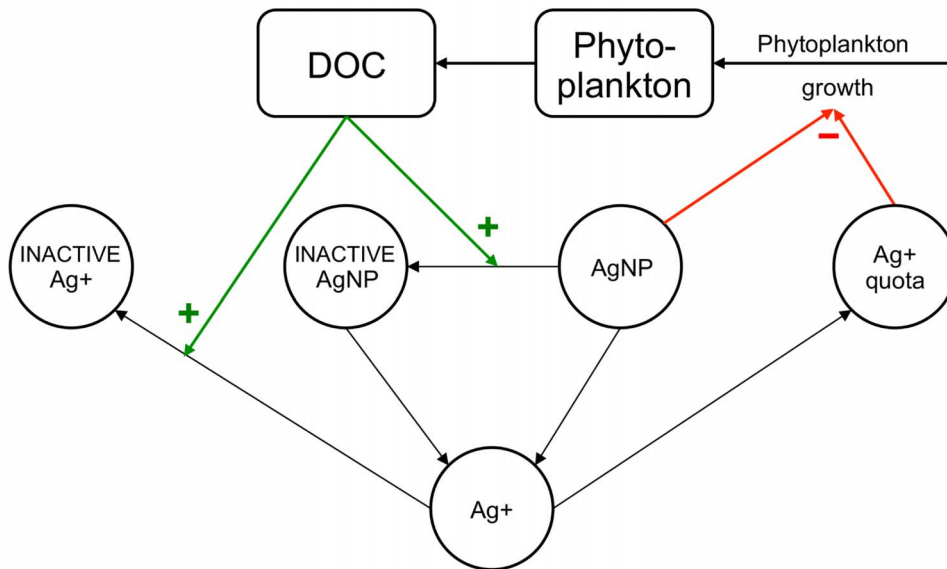 DOC
Phyto-
plankton
Phytoplankton
growth
−
+
+
INACTIVE
Ag+
INACTIVE
AgNP
AgNP
Ag+
quota
Ag+